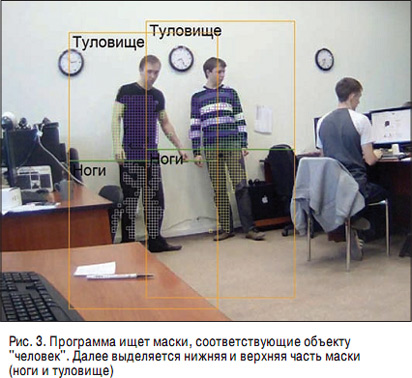 Туловище
Туловище
Ноги
Ноги
Рис. 3. Программа ищет маски, соответствующие объекту
"человек". Далее выделяется нижняя и верхняя часть маски
(ноги и туловище)